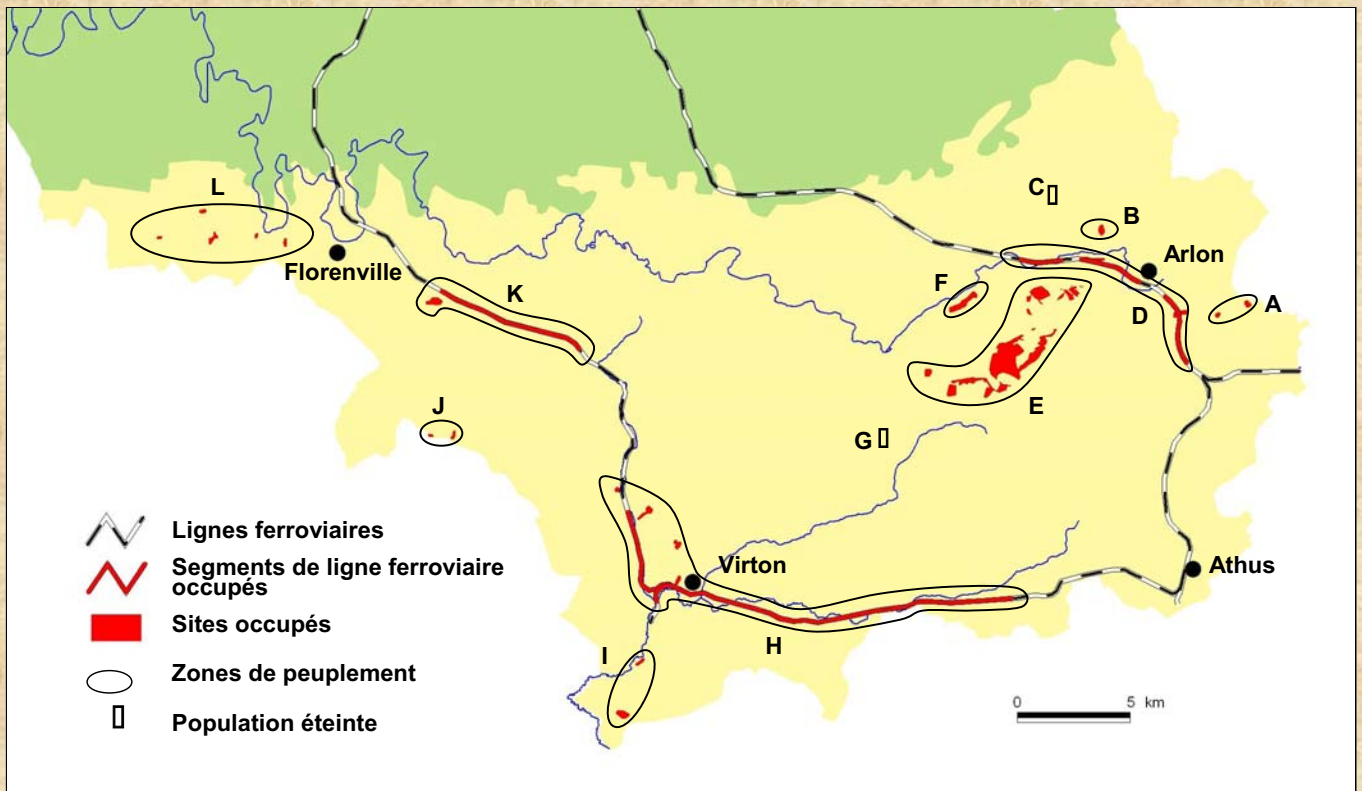 C
B
L
Arlon
Florenville
F
A
K
D
E
J
G
Lignes ferroviaires
Segments de ligne ferroviaire
occupés
Virton
Athus
Sites occupés
H
I
Zones de peuplement
0 5 km
Population éteinte